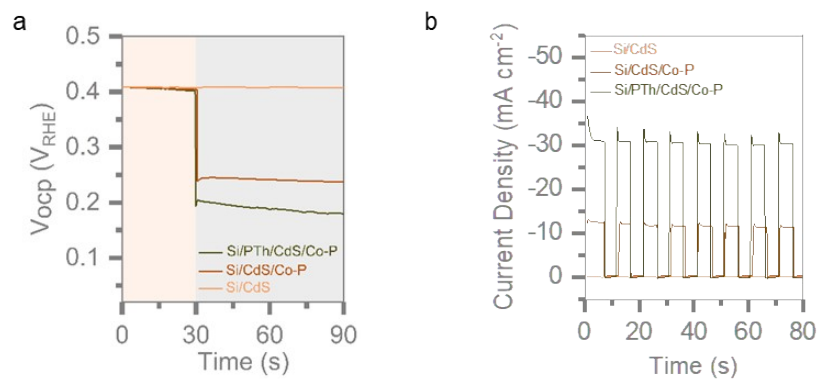 a
0.5
0.4
0.3
0.2
0.1
Vocp (V_RHE)
Si/PTh/CdS/Co-P
Si/CdS/Co-P
Si/CdS
0 30 60 90
Time (s)
b
-50
-40
-30
-20
-10
0
Current Density (mA cm⁻²)
Si/CdS
Si/CdS/Co-P
Si/PTh/CdS/Co-P
0 20 40 60 80
Time (s)